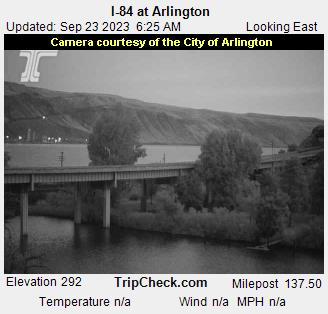 I-84 at Arlington
Updated: Sep 23 2023 6:25 AM Looking East
Camera courtesy of the City of Arlington
Elevation 292 TripCheck.com Milepost 137.50
Temperature n/a Wind n/a MPH n/a